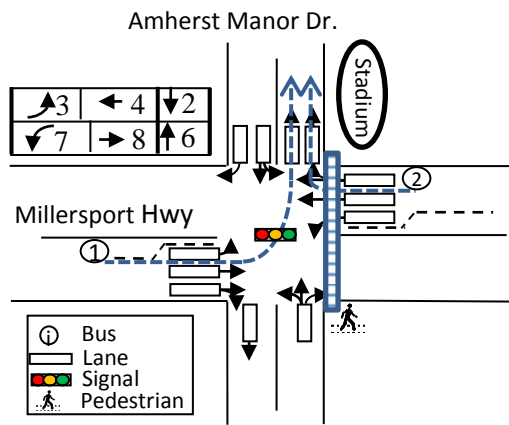 Amherst Manor Dr.
Stadium
3 4 2
7 8 6
2
Millersport Hwy
1
i Bus
Lane
Signal
Pedestrian